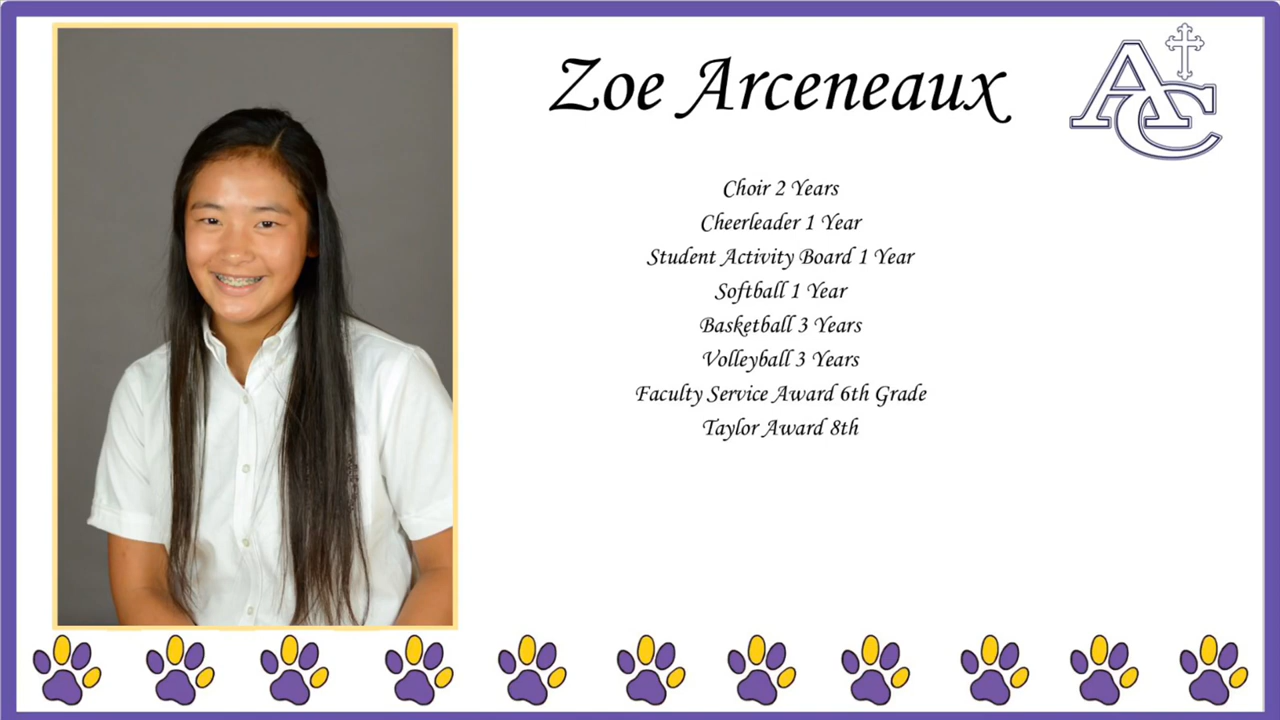 Zoe Arceneaux
AC
Choir 2 Years
Cheerleader 1 Year
Student Activity Board 1 Year
Softball 1 Year
Basketball 3 Years
Volleyball 3 Years
Faculty Service Award 6th Grade
Taylor Award 8th